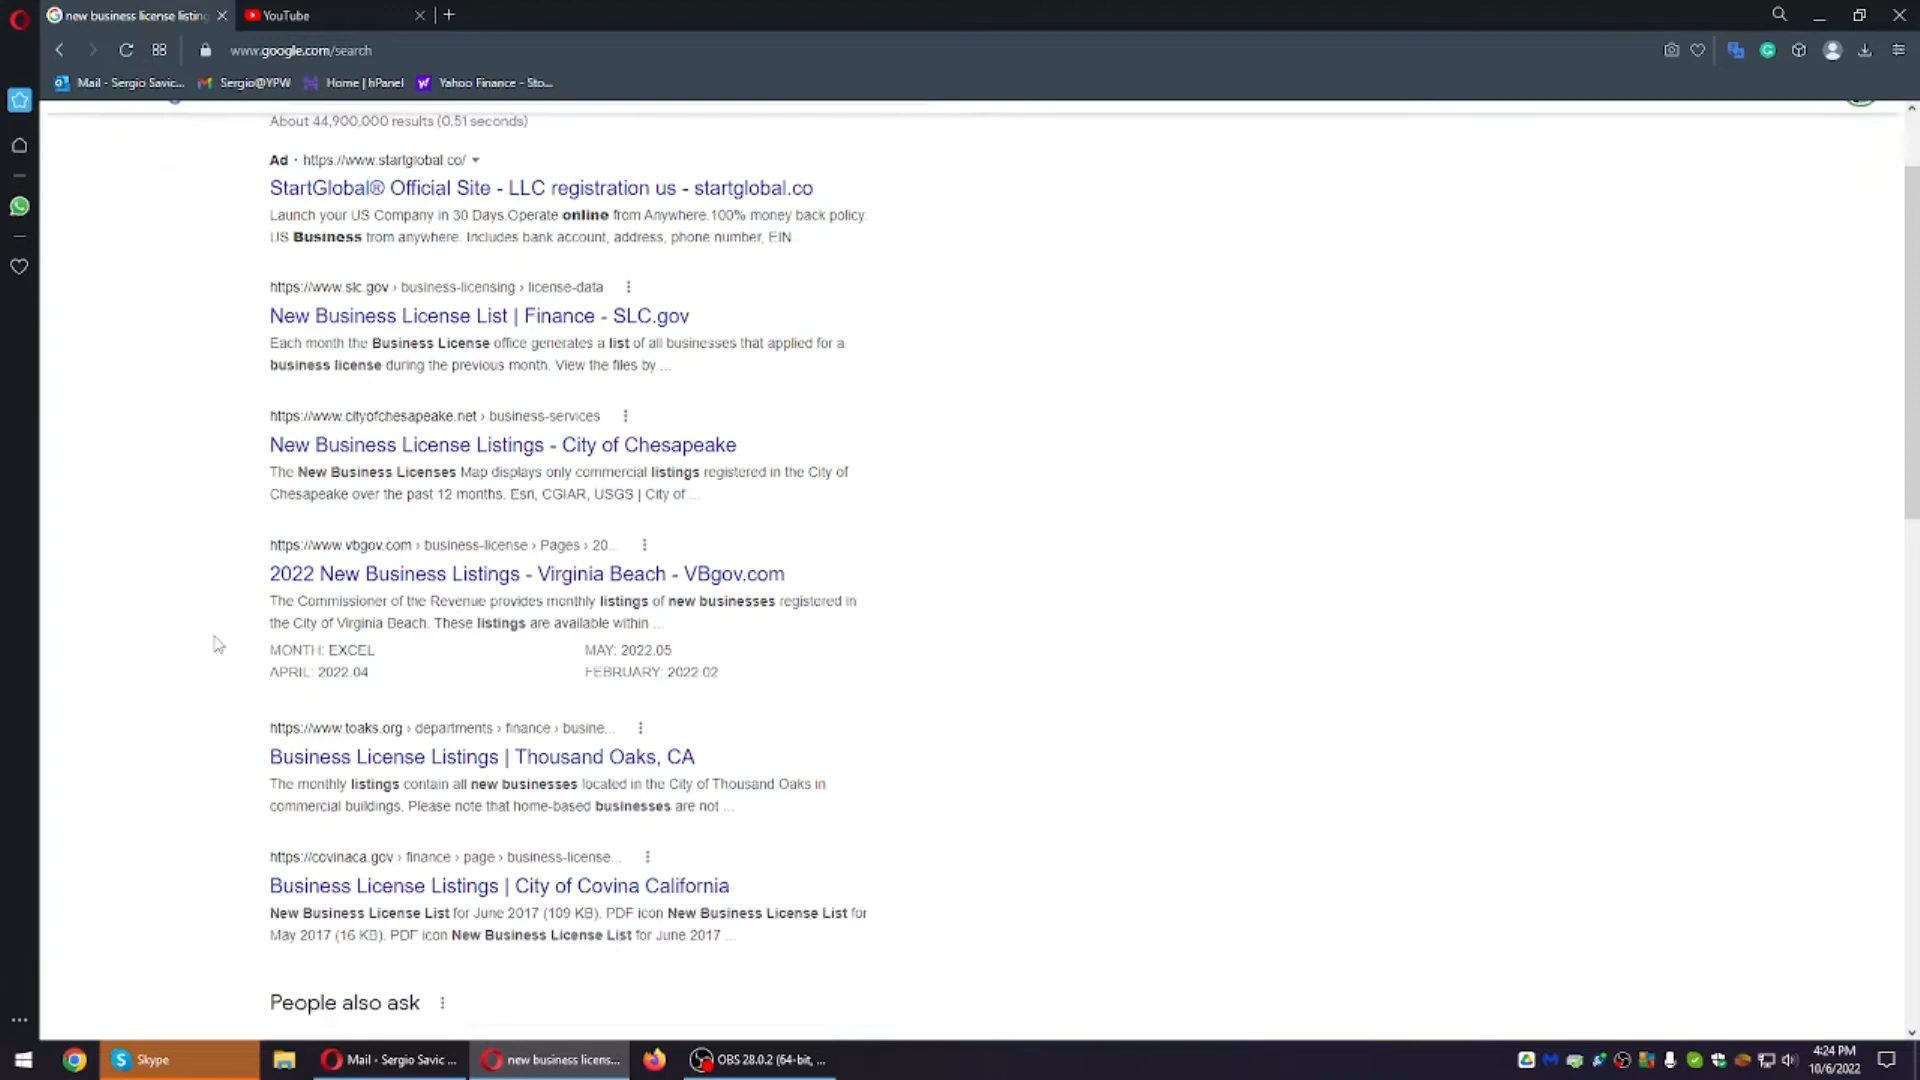 new business license listing
YouTube
www.google.com/search
Mail - Sergio Savic...
Sergio@YPW
Home | hPanel
Yahoo Finance - Sto...
About 44,900,000 results (0.51 seconds)
Ad · https://www.startglobal.co/
StartGlobal® Official Site - LLC registration us - startglobal.co
Launch your US Company in 30 Days.Operate online from Anywhere.100% money back policy.
US Business from anywhere. Includes bank account, address, phone number, EIN
https://www.slc.gov › business-licensing › license-data
New Business License List | Finance - SLC.gov
Each month the Business License office generates a list of all businesses that applied for a
business license during the previous month. View the files by ...
https://www.cityofchesapeake.net › business-services
New Business License Listings - City of Chesapeake
The New Business Licenses Map displays only commercial listings registered in the City of
Chesapeake over the past 12 months. Esri, CGIAR, USGS | City of ...
https://www.vbgov.com › business-license › Pages › 20...
2022 New Business Listings - Virginia Beach - VBgov.com
The Commissioner of the Revenue provides monthly listings of new businesses registered in
the City of Virginia Beach. These listings are available within ...
MONTH: EXCEL
MAY: 2022.05
APRIL: 2022.04
FEBRUARY: 2022.02
https://www.toaks.org › departments › finance › busine...
Business License Listings | Thousand Oaks, CA
The monthly listings contain all new businesses located in the City of Thousand Oaks in
commercial buildings. Please note that home-based businesses are not ...
https://covinaca.gov › finance › page › business-license...
Business License Listings | City of Covina California
New Business License List for June 2017 (109 KB). PDF icon New Business License List for
May 2017 (16 KB). PDF icon New Business License List for June 2017 ...
People also ask
Skype
Mail - Sergio Savic ...
new business licens...
OBS 28.0.2 (64-bit, ...
4:24 PM
10/6/2022